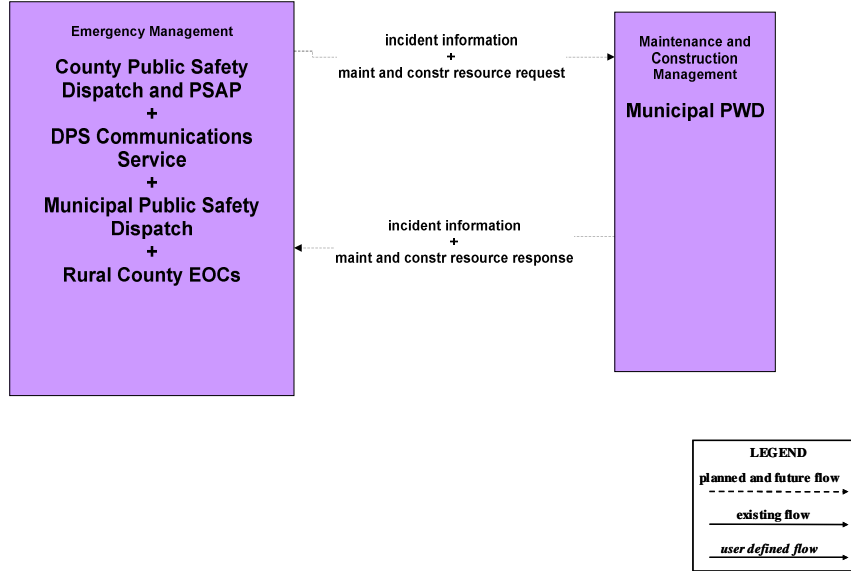 Emergency Management
County Public Safety
Dispatch and PSAP
+
DPS Communications
Service
+
Municipal Public Safety
Dispatch
+
Rural County EOCs
incident information
+
maint and constr resource request
Maintenance and
Construction
Management
Municipal PWD
incident information
+
maint and constr resource response
LEGEND
planned and future flow
existing flow
user defined flow